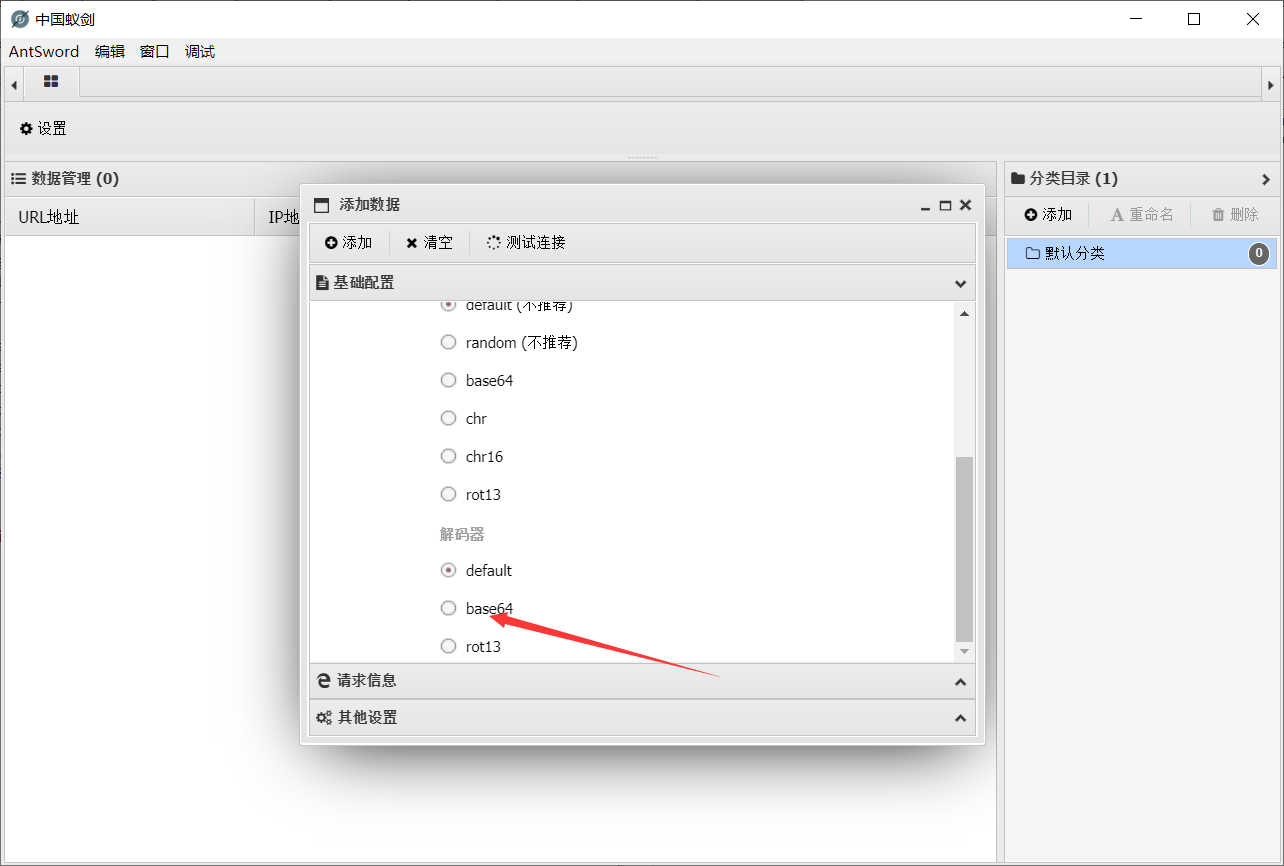 中国蚁剑
AntSword 编辑 窗口 调试
设置
数据管理 (0)
URL地址 IP地
添加数据
添加 清空 测试连接
基础配置
default (不推荐)
random (不推荐)
base64
chr
chr16
rot13
解码器
default
base64
rot13
请求信息
其他设置
分类目录 (1)
添加 重命名 删除
默认分类 0